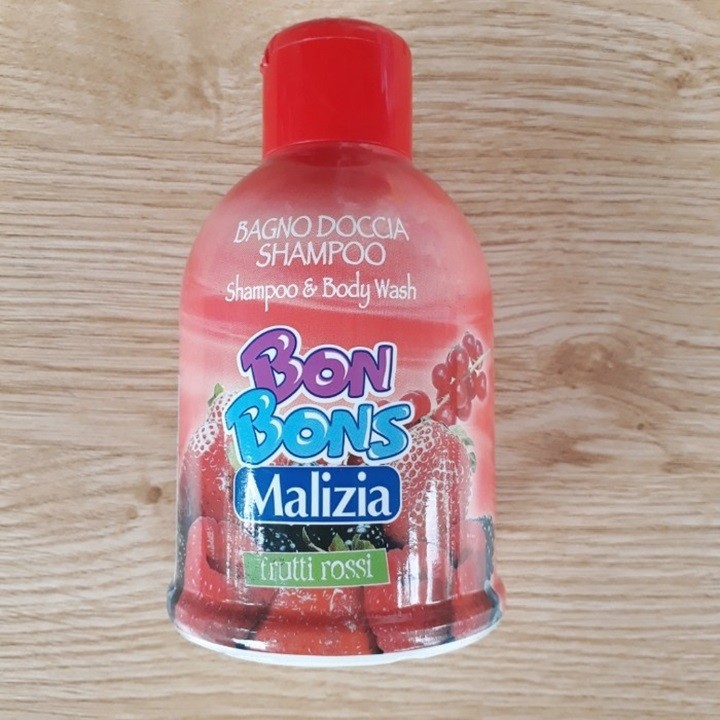 BAGNO DOCCIA
SHAMPOO
Shampoo & Body Wash
BON
BONS
Malizia
frutti rossi